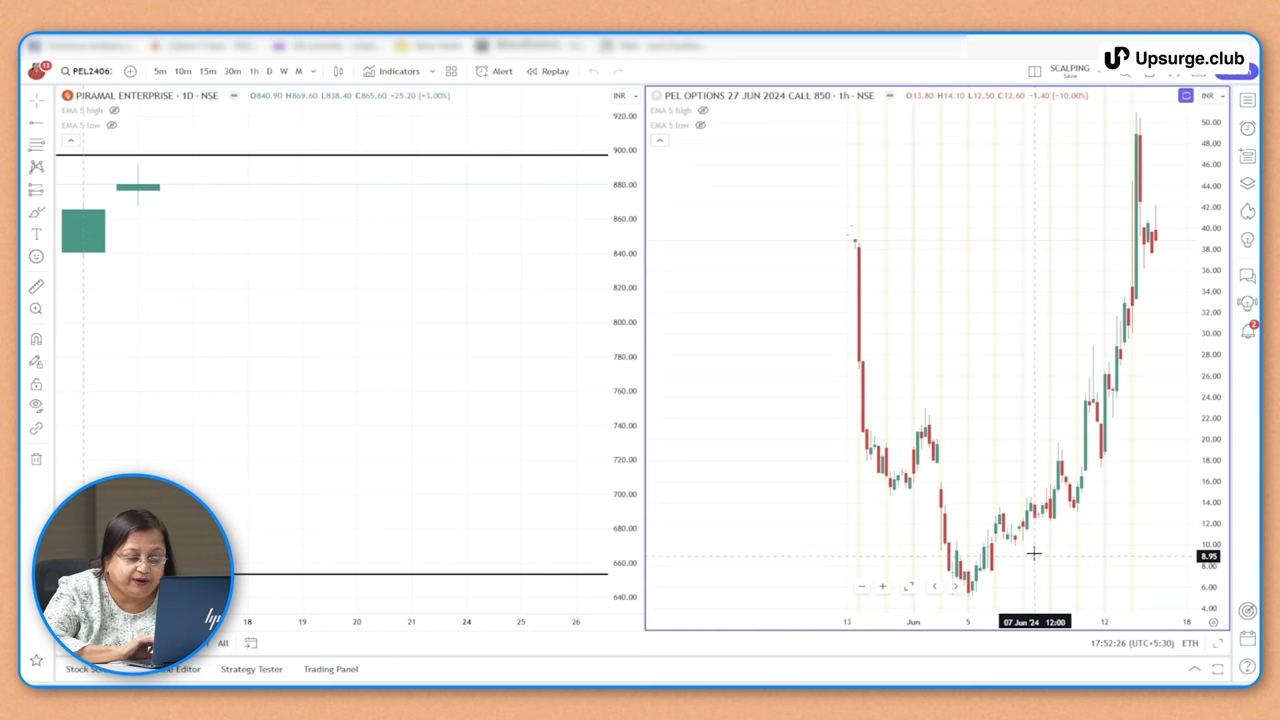 Upsurge.club
13
PEL2406
5m 10m 15m 30m 1h D W M
Indicators
Alert
Replay
SCALPING
Save
PIRAMAL ENTERPRISE · 1D · NSE
O840.90 H869.60 L838.40 C865.60 +25.20 (+3.00%)
INR
EMA 5 high
EMA 5 low
920.00
900.00
880.00
860.00
840.00
820.00
800.00
780.00
760.00
740.00
720.00
700.00
680.00
660.00
640.00
18 19 20 23 24 25 26
PEL OPTIONS 27 JUN 2024 CALL 850 · 1h · NSE
O13.80 H14.10 L12.50 C12.60 -1.40 (-10.00%)
INR
EMA 5 high
EMA 5 low
50.00
48.00
46.00
44.00
42.00
40.00
38.00
36.00
34.00
32.00
30.00
28.00
26.00
24.00
22.00
20.00
18.00
16.00
14.00
12.00
10.00
8.95
8.00
6.00
4.00
13 Jun 5 07 Jun '24 12:00 12 18
2
hp
All
17:52:26 (UTC+5:30) ETH
Stock
Editor
Strategy Tester
Trading Panel